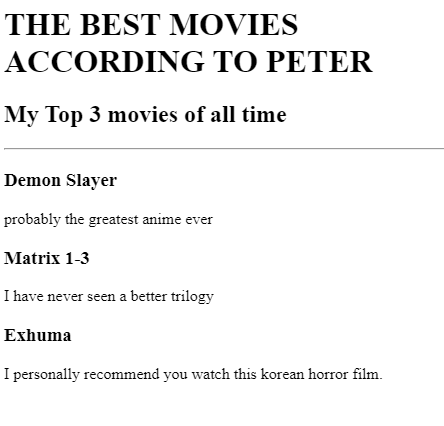 THE BEST MOVIES
ACCORDING TO PETER
My Top 3 movies of all time
Demon Slayer
probably the greatest anime ever
Matrix 1-3
I have never seen a better trilogy
Exhuma
I personally recommend you watch this korean horror film.